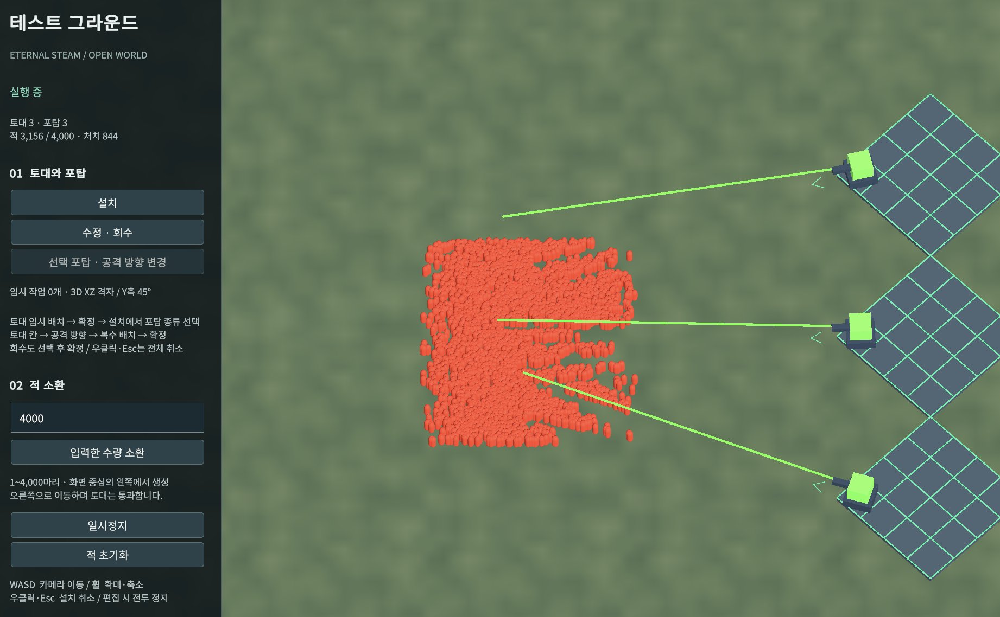 테스트 그라운드
ETERNAL STEAM / OPEN WORLD
실행 중
토대 3 · 포탑 3
적 3,156 / 4,000 · 처치 844
01 토대와 포탑
설치
수정 · 회수
선택 포탑 · 공격 방향 변경
임시 작업 0개 · 3D XZ 격자 / Y축 45°
토대 임시 배치 → 확정 → 설치에서 포탑 종류 선택
토대 칸 → 공격 방향 → 복수 배치 → 확정
회수도 선택 후 확정 / 우클릭·Esc는 전체 취소
02 적 소환
4000
입력한 수량 소환
1~4,000마리 · 화면 중심의 왼쪽에서 생성
오른쪽으로 이동하며 토대는 통과합니다.
일시정지
적 초기화
WASD 카메라 이동 / 휠 확대·축소
우클릭·Esc 설치 취소 / 편집 시 전투 정지